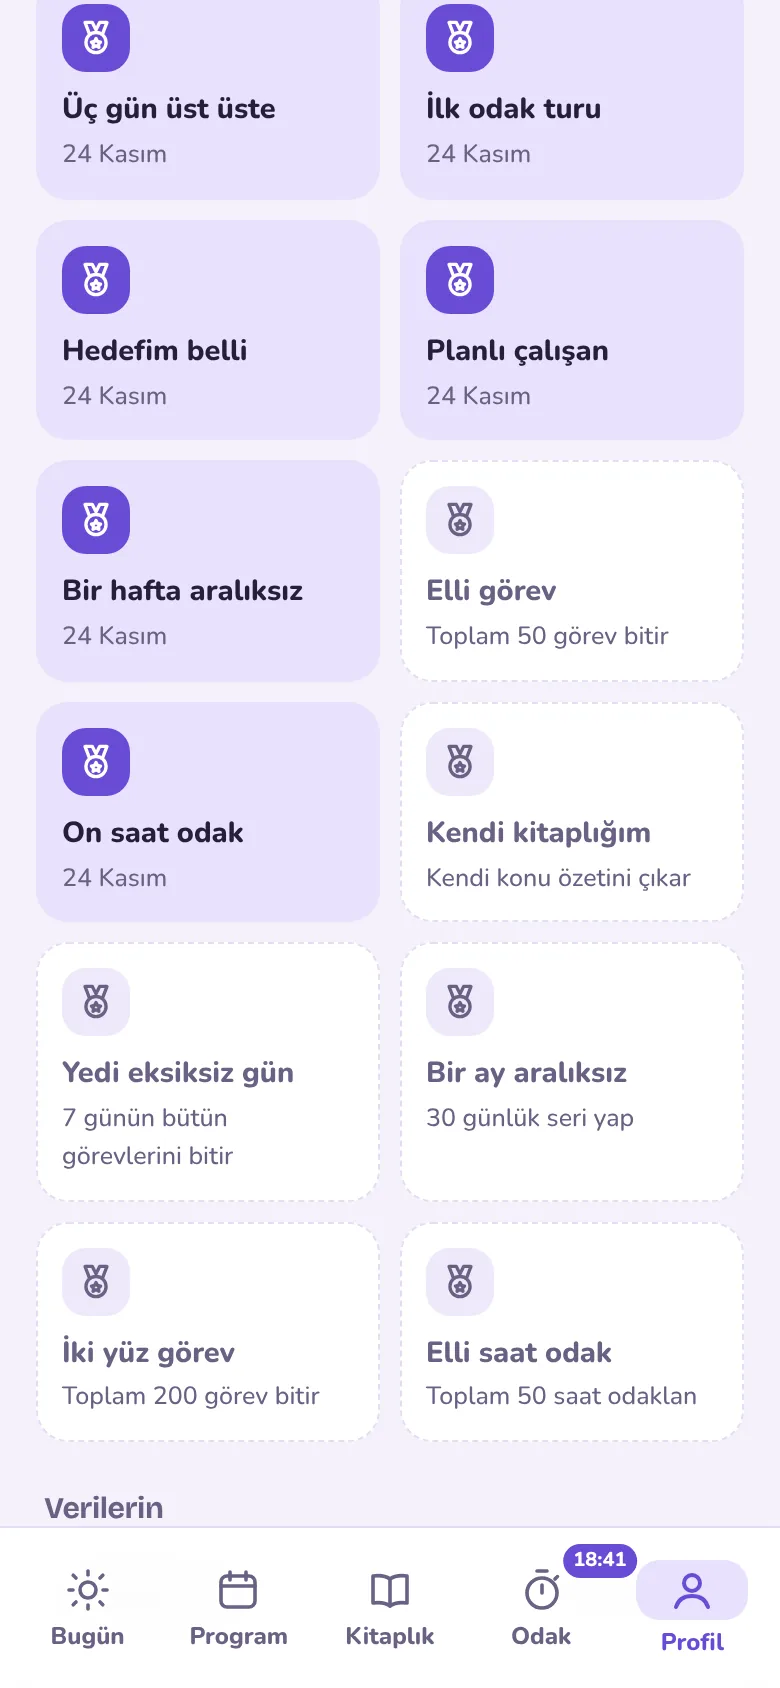 Üç gün üst üste
24 Kasım
İlk odak turu
24 Kasım
Hedefim belli
24 Kasım
Planlı çalışan
24 Kasım
Bir hafta aralıksız
24 Kasım
Elli görev
Toplam 50 görev bitir
On saat odak
24 Kasım
Kendi kitaplığım
Kendi konu özetini çıkar
Yedi eksiksiz gün
7 günün bütün
görevlerini bitir
Bir ay aralıksız
30 günlük seri yap
İki yüz görev
Toplam 200 görev bitir
Elli saat odak
Toplam 50 saat odaklan
Verilerin
Bugün
Program
Kitaplık
18:41
Odak
Profil